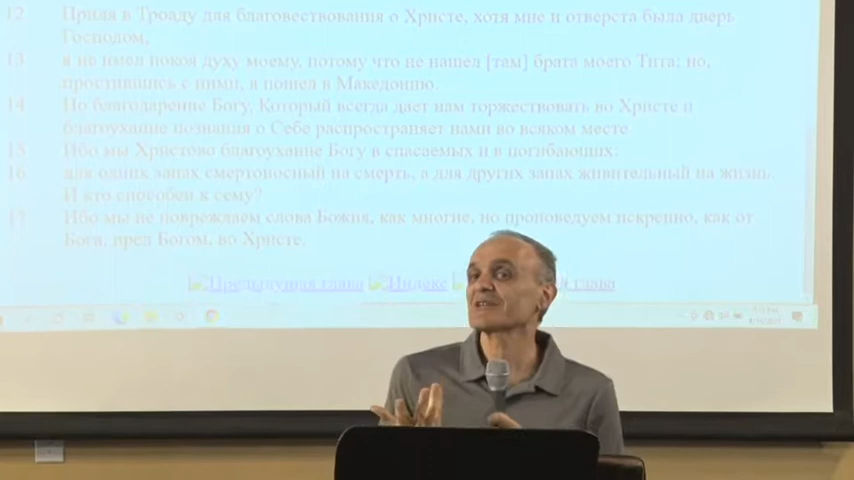 12 Придя в Троаду для благовествования о Христе, хотя мне и отверста была дверь
Господом,
13 я не имел покоя духу моему, потому что не нашел [там] брата моего Тита; но,
простившись с ними, я пошел в Македонию.
14 Но благодарение Богу, Который всегда дает нам торжествовать во Христе и
благоухание познания о Себе распространяет нами во всяком месте.
15 Ибо мы Христово благоухание Богу в спасаемых и в погибающих:
16 для одних запах смертоносный на смерть, а для других запах живительный на жизнь.
И кто способен к сему?
17 Ибо мы не повреждаем слова Божия, как многие, но проповедуем искренно, как от
Бога, пред Богом, во Христе.
Предыдущая глава Индекс глава